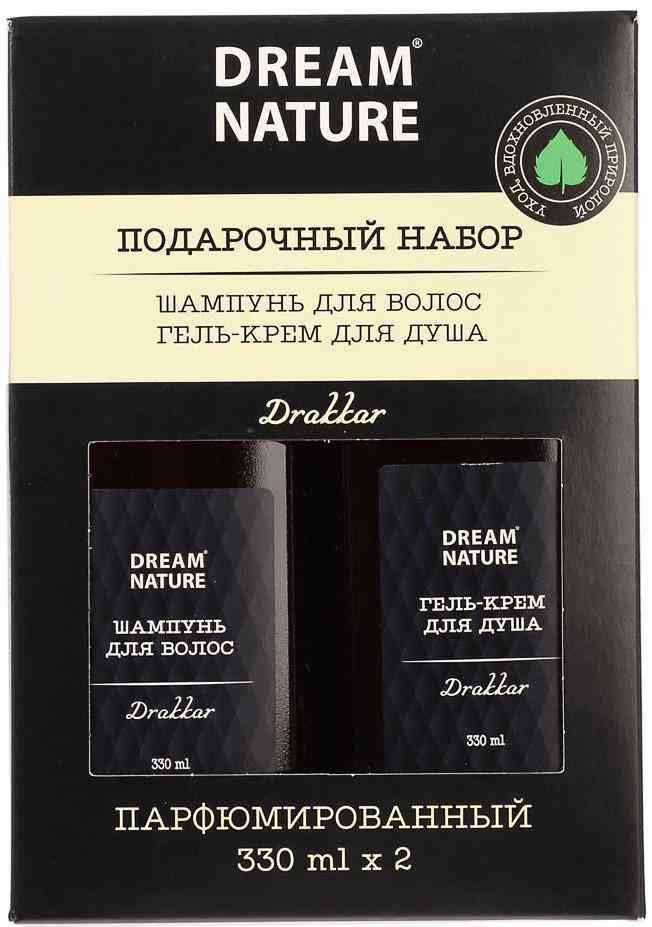 DREAM®
NATURE
УХОД, ВДОХНОВЛЕННЫЙ ПРИРОДОЙ
ПОДАРОЧНЫЙ НАБОР
ШАМПУНЬ ДЛЯ ВОЛОС
ГЕЛЬ-КРЕМ ДЛЯ ДУША
Drakkar
DREAM®
NATURE
ШАМПУНЬ
ДЛЯ ВОЛОС
Drakkar
330 ml
DREAM®
NATURE
ГЕЛЬ-КРЕМ
ДЛЯ ДУША
Drakkar
330 ml
ПАРФЮМИРОВАННЫЙ
330 ml x 2